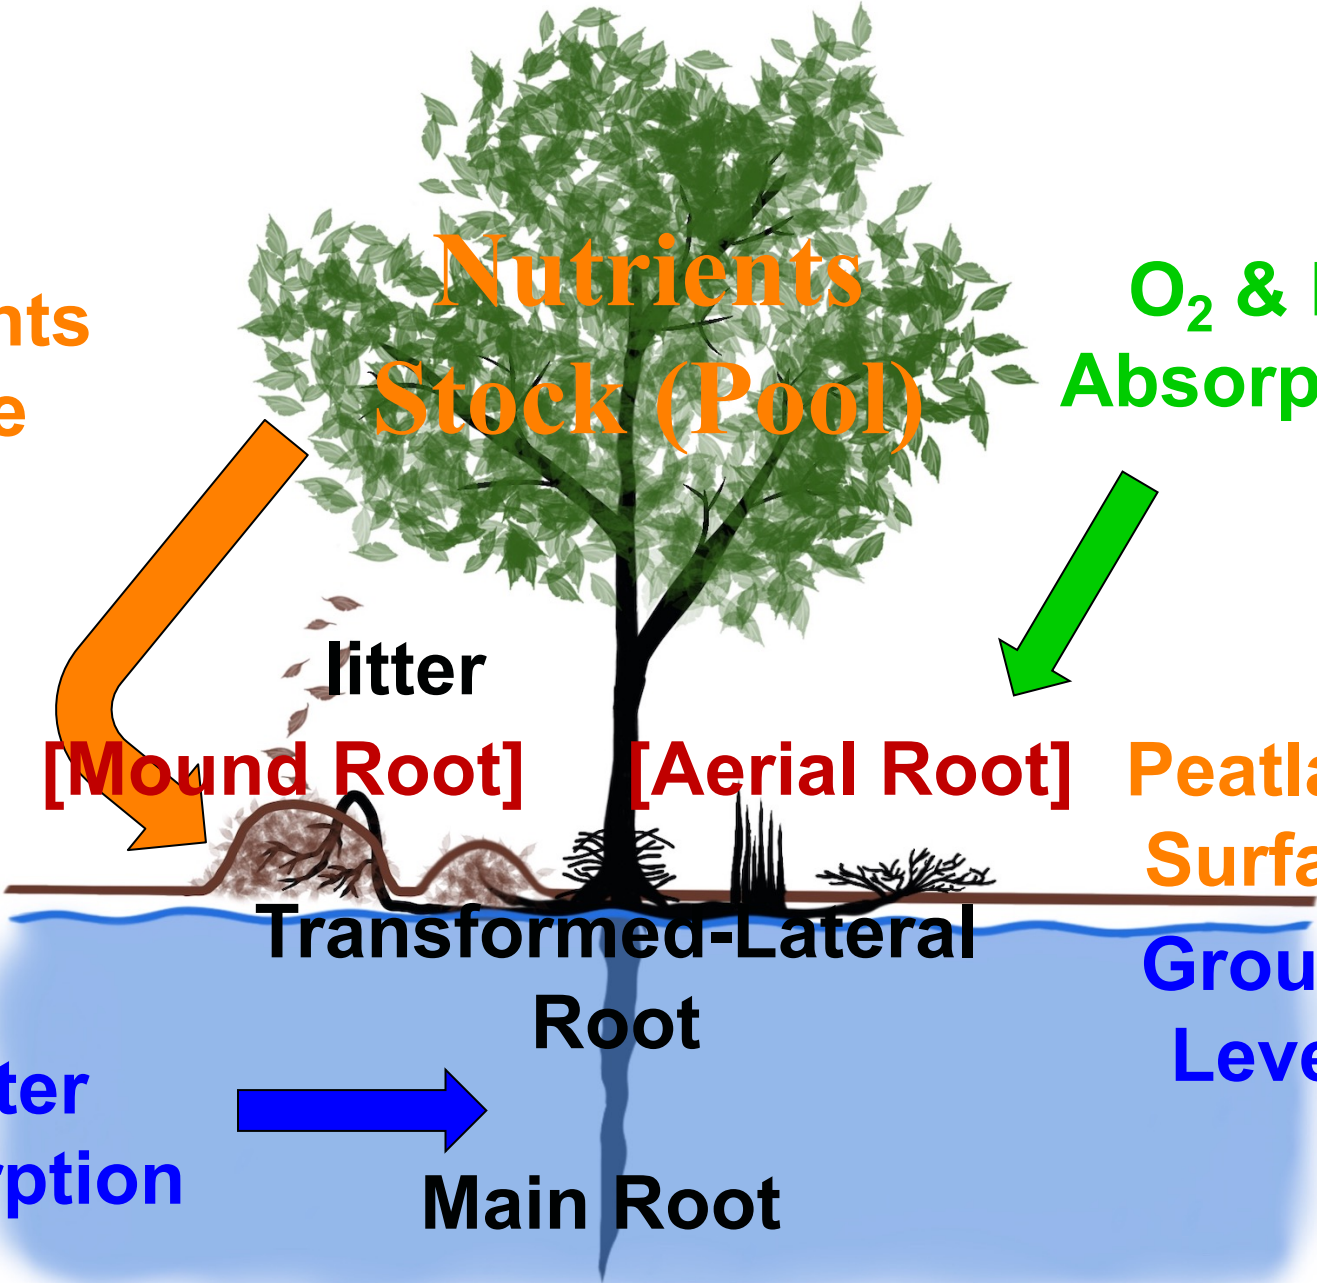 Nutrients
Stock (Pool)
nts
e
O₂ &
Absorp
litter
[Mound Root]
[Aerial Root]
Peatla
Surfa
Transformed-Lateral
Root
Grou
Leve
ter
rption
Main Root